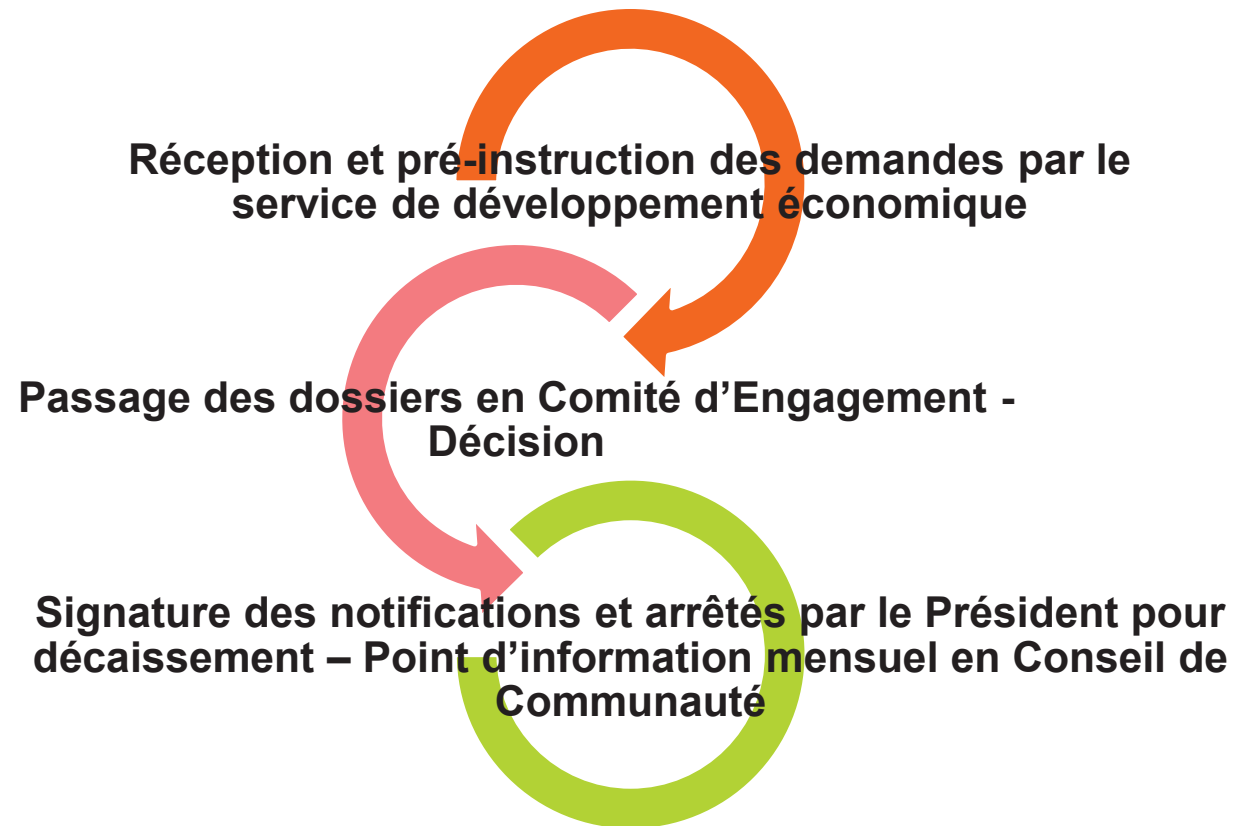 Réception et pré-instruction des demandes par le
service de développement économique
Passage des dossiers en Comité d’Engagement -
Décision
Signature des notifications et arrêtés par le Président pour
décaissement – Point d’information mensuel en Conseil de
Communauté